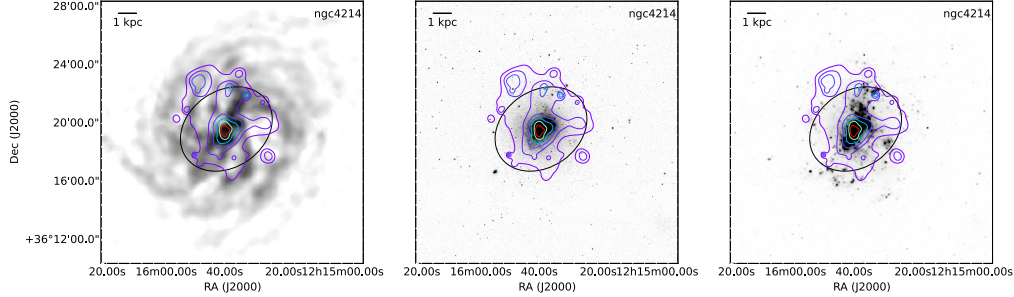 ngc4214
1 kpc
28'00.0"
24'00.0"
20'00.0"
16'00.0"
+36°12'00.0"
Dec (J2000)
20.00s 16m00.00s 40.00s 20.00s12h15m00.00s
RA (J2000)
ngc4214
1 kpc
20.00s 16m00.00s 40.00s 20.00s12h15m00.00s
RA (J2000)
ngc4214
1 kpc
20.00s 16m00.00s 40.00s 20.00s12h15m00.00s
RA (J2000)